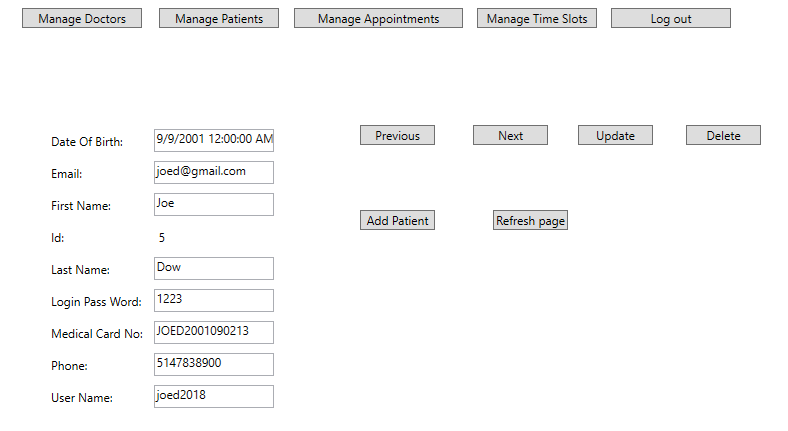 Manage Doctors Manage Patients Manage Appointments Manage Time Slots Log out
Date Of Birth: 9/9/2001 12:00:00 AM Previous Next Update Delete
Email: joed@gmail.com
First Name: Joe Add Patient Refresh page
Id: 5
Last Name: Dow
Login Pass Word: 1223
Medical Card No: JOED2001090213
Phone: 5147838900
User Name: joed2018